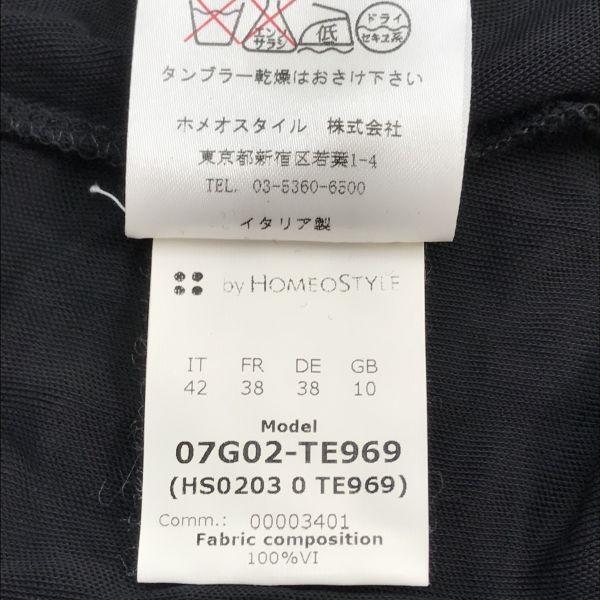 エンソ
サラシ
低
ドライ
セキユ系
タンブラー乾燥はおさけ下さい
ホメオスタイル 株式会社
東京都新宿区若葉1-4
TEL. 03-5360-6500
イタリア製
by HOMEOSTYLE
IT FR DE GB
42 38 38 10
Model
07G02-TE969
(HS0203 0 TE969)
Comm.: 00003401
Fabric composition
100%VI